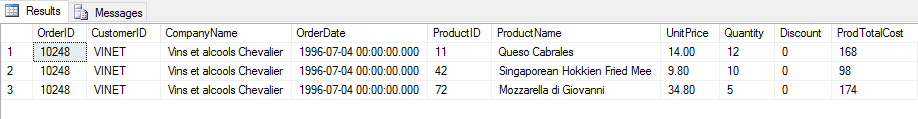 Results Messages
OrderID CustomerID CompanyName OrderDate ProductID ProductName UnitPrice Quantity Discount ProdTotalCost
1 10248 VINET Vins et alcools Chevalier 1996-07-04 00:00:00.000 11 Queso Cabrales 14.00 12 0 168
2 10248 VINET Vins et alcools Chevalier 1996-07-04 00:00:00.000 42 Singaporean Hokkien Fried Mee 9.80 10 0 98
3 10248 VINET Vins et alcools Chevalier 1996-07-04 00:00:00.000 72 Mozzarella di Giovanni 34.80 5 0 174